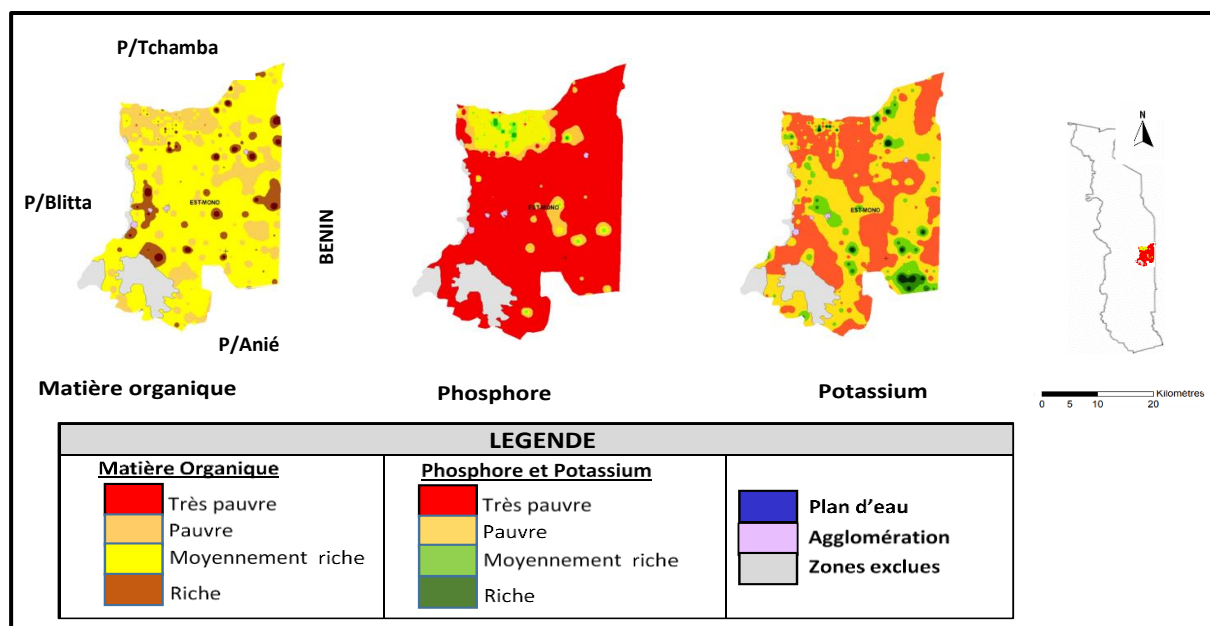 P/Tchamba
P/Blitta
EST-MONO
BENIN
P/Anié
EST-MONO
EST-MONO
N
Matière organique
Phosphore
Potassium
Kilomètres
0 5 10 20
LEGENDE
Matière Organique
Très pauvre
Pauvre
Moyennement riche
Riche
Phosphore et Potassium
Très pauvre
Pauvre
Moyennement riche
Riche
Plan d’eau
Agglomération
Zones exclues